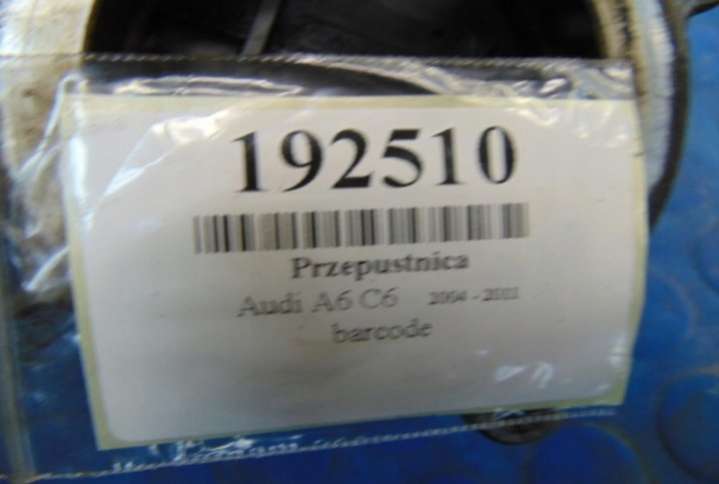 192510
Przepustnica
Audi A6 C6 2004 - 2011
barcode